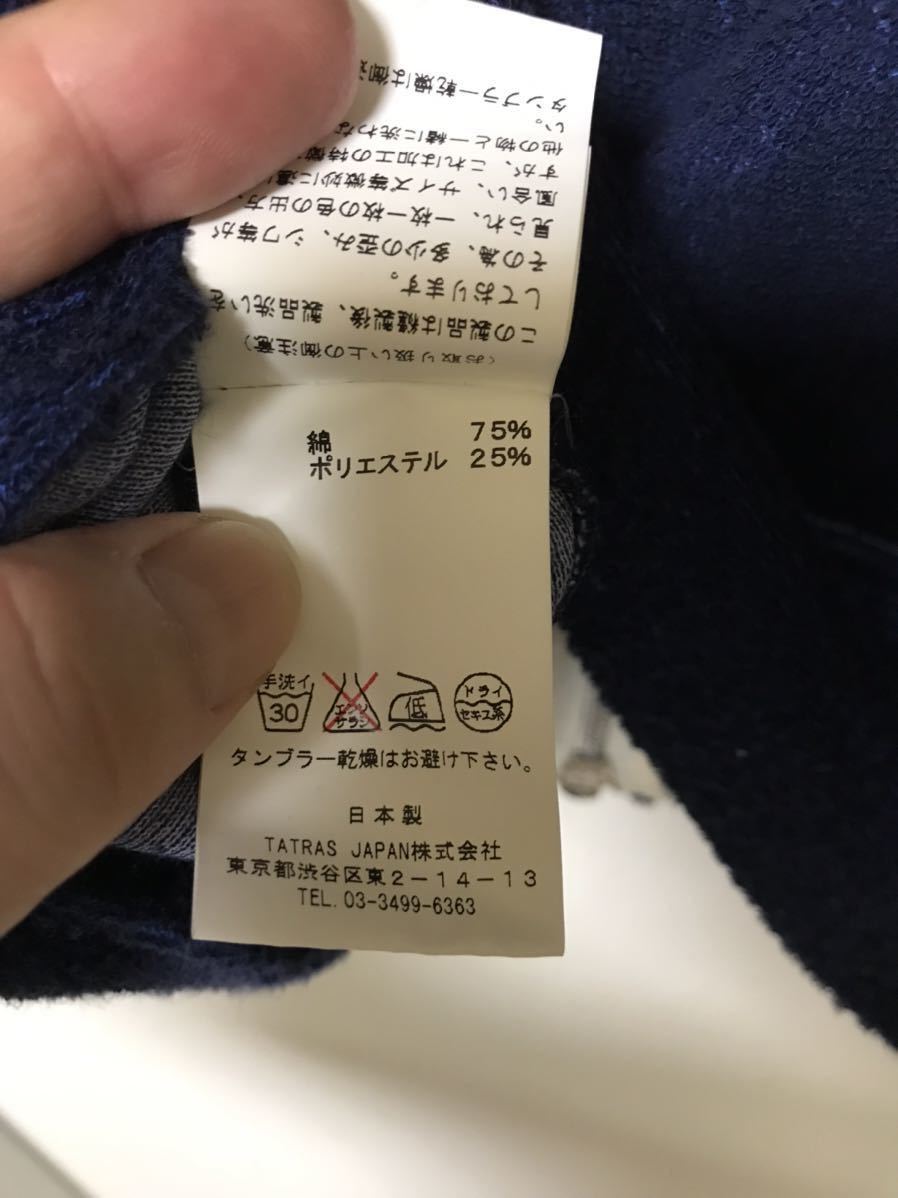 （お取り扱い上の御注意）
この製品は縫製後、製品洗いを
しております。
その為、多少の歪み、シワ等が
見られ、一枚一枚の色の出方、
風合い、サイズ等微妙に違い
すが、これは加工の特徴
他の物と一緒に洗わな
い。
タンブラー乾燥は御
綿 75%
ポリエステル 25%
手洗イ
30
エンソ
サラシ
低
ドライ
セキユ系
タンブラー乾燥はお避け下さい。
日本製
TATRAS JAPAN株式会社
東京都渋谷区東2－14－13
TEL. 03-3499-6363